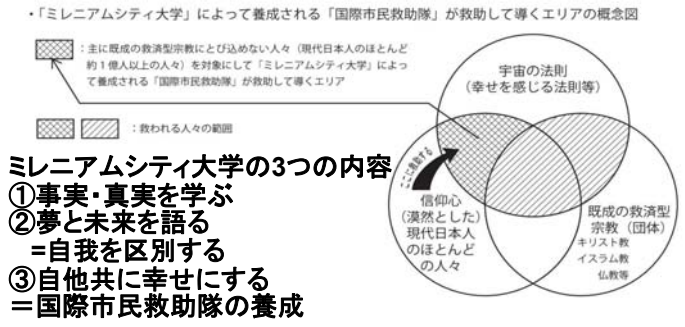 ・「ミレニアムシティ大学」によって養成される「国際市民救助隊」が救助して導くエリアの概念図
：主に既成の救済型宗教にとび込めない人々（現代日本人のほとんど
約１億人以上の人々）を対象にして「ミレニアムシティ大学」によっ
て養成される「国際市民救助隊」が救助して導くエリア
：救われる人々の範囲
ミレニアムシティ大学の3つの内容
①事実・真実を学ぶ
②夢と未来を語る
=自我を区別する
③自他共に幸せにする
＝国際市民救助隊の養成
宇宙の法則
（幸せを感じる法則等）
ここに救助する
信仰心
（漠然とした）
現代日本人
のほとんど
の人々
既成の救済型
宗教（団体）
キリスト教
イスラム教
仏教等